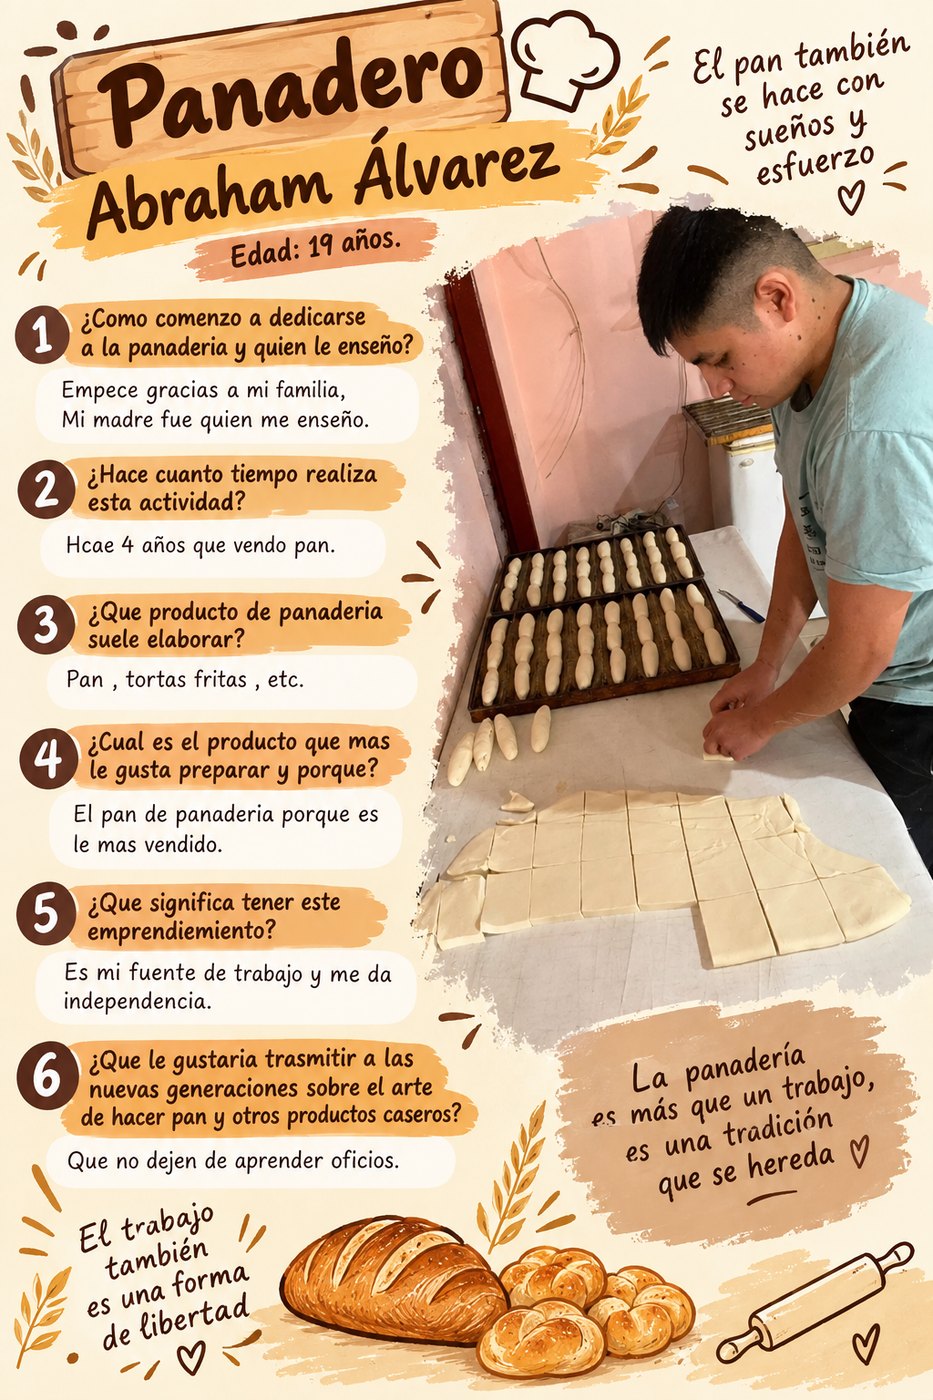 Panadero
Abraham Álvarez
Edad: 19 años.
El pan también
se hace con
sueños y
esfuerzo
1
¿Como comenzo a dedicarse
a la panaderia y quien le enseño?
Empece gracias a mi familia,
Mi madre fue quien me enseño.
2
¿Hace cuanto tiempo realiza
esta actividad?
Hcae 4 años que vendo pan.
3
¿Que producto de panaderia
suele elaborar?
Pan , tortas fritas , etc.
4
¿Cual es el producto que mas
le gusta preparar y porque?
El pan de panaderia porque es
le mas vendido.
5
¿Que significa tener este
emprendiemiento?
Es mi fuente de trabajo y me da
independencia.
6
¿Que le gustaria trasmitir a las
nuevas generaciones sobre el arte
de hacer pan y otros productos caseros?
Que no dejen de aprender oficios.
La panadería
es más que un trabajo,
es una tradición
que se hereda
El trabajo
también
es una forma
de libertad